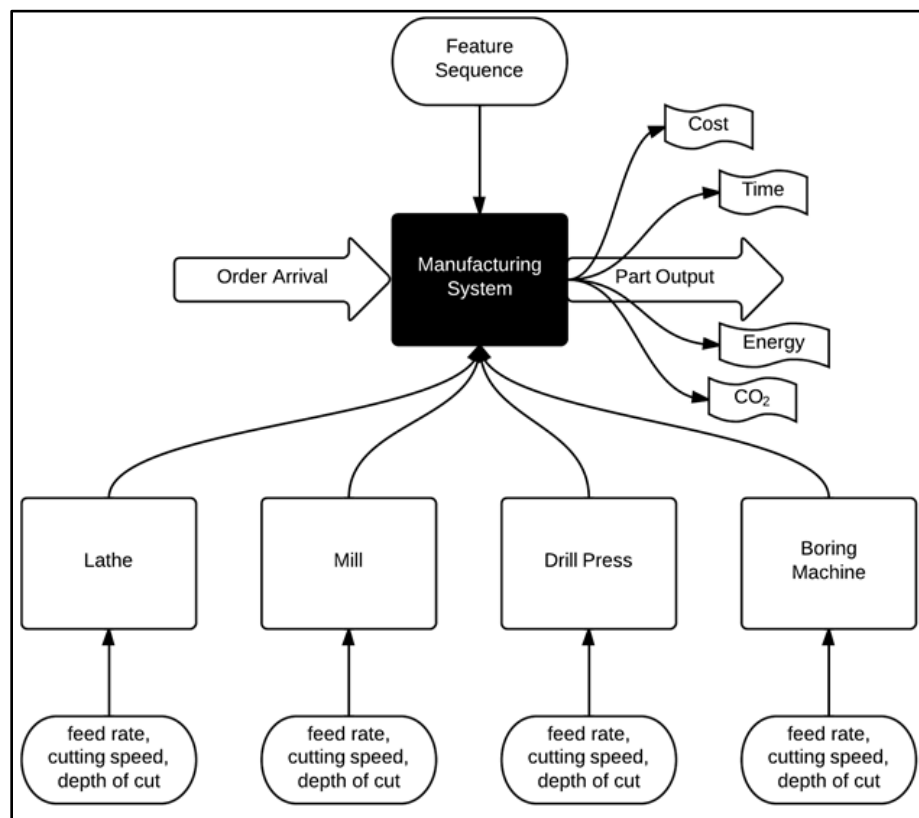 Feature
Sequence
Cost
Time
Order Arrival
Manufacturing
System
Part Output
Energy
CO₂
Lathe
Mill
Drill Press
Boring
Machine
feed rate,
cutting speed,
depth of cut
feed rate,
cutting speed,
depth of cut
feed rate,
cutting speed,
depth of cut
feed rate,
cutting speed,
depth of cut